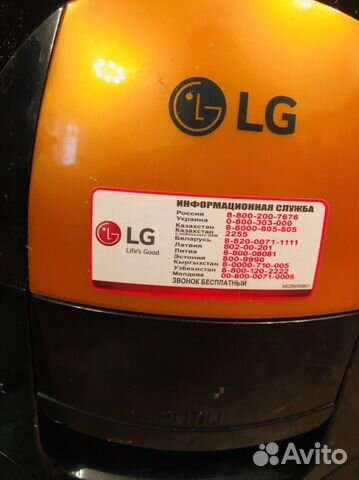 LG
ИНФОРМАЦИОННАЯ СЛУЖБА
Россия 8-800-200-7676
Украина 0-800-303-000
Казахстан 8-8000-805-805
Казахстан 2255
Беларусь 8-820-0071-1111
Латвия 802-00-201
Литва 8-800-08081
Эстония 800-9990
Кыргызстан 8-0000-710-005
Узбекистан 8-800-120-2222
Молдова 00-800-0071-0005
ЗВОНОК БЕСПЛАТНЫЙ
LG
Life's Good
PUSH
Avito